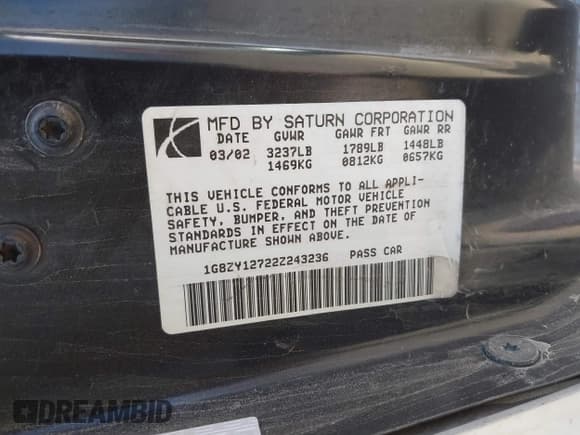 MFD BY SATURN CORPORATION
DATE GVWR GAWR FRT GAWR RR
03/02 3237LB 1789LB 1448LB
1469KG 0812KG 0657KG
THIS VEHICLE CONFORMS TO ALL APPLI-
CABLE U.S. FEDERAL MOTOR VEHICLE
SAFETY, BUMPER, AND THEFT PREVENTION
STANDARDS IN EFFECT ON THE DATE OF
MANUFACTURE SHOWN ABOVE.
1G8ZY12722Z243236 PASS CAR
DREAMBID